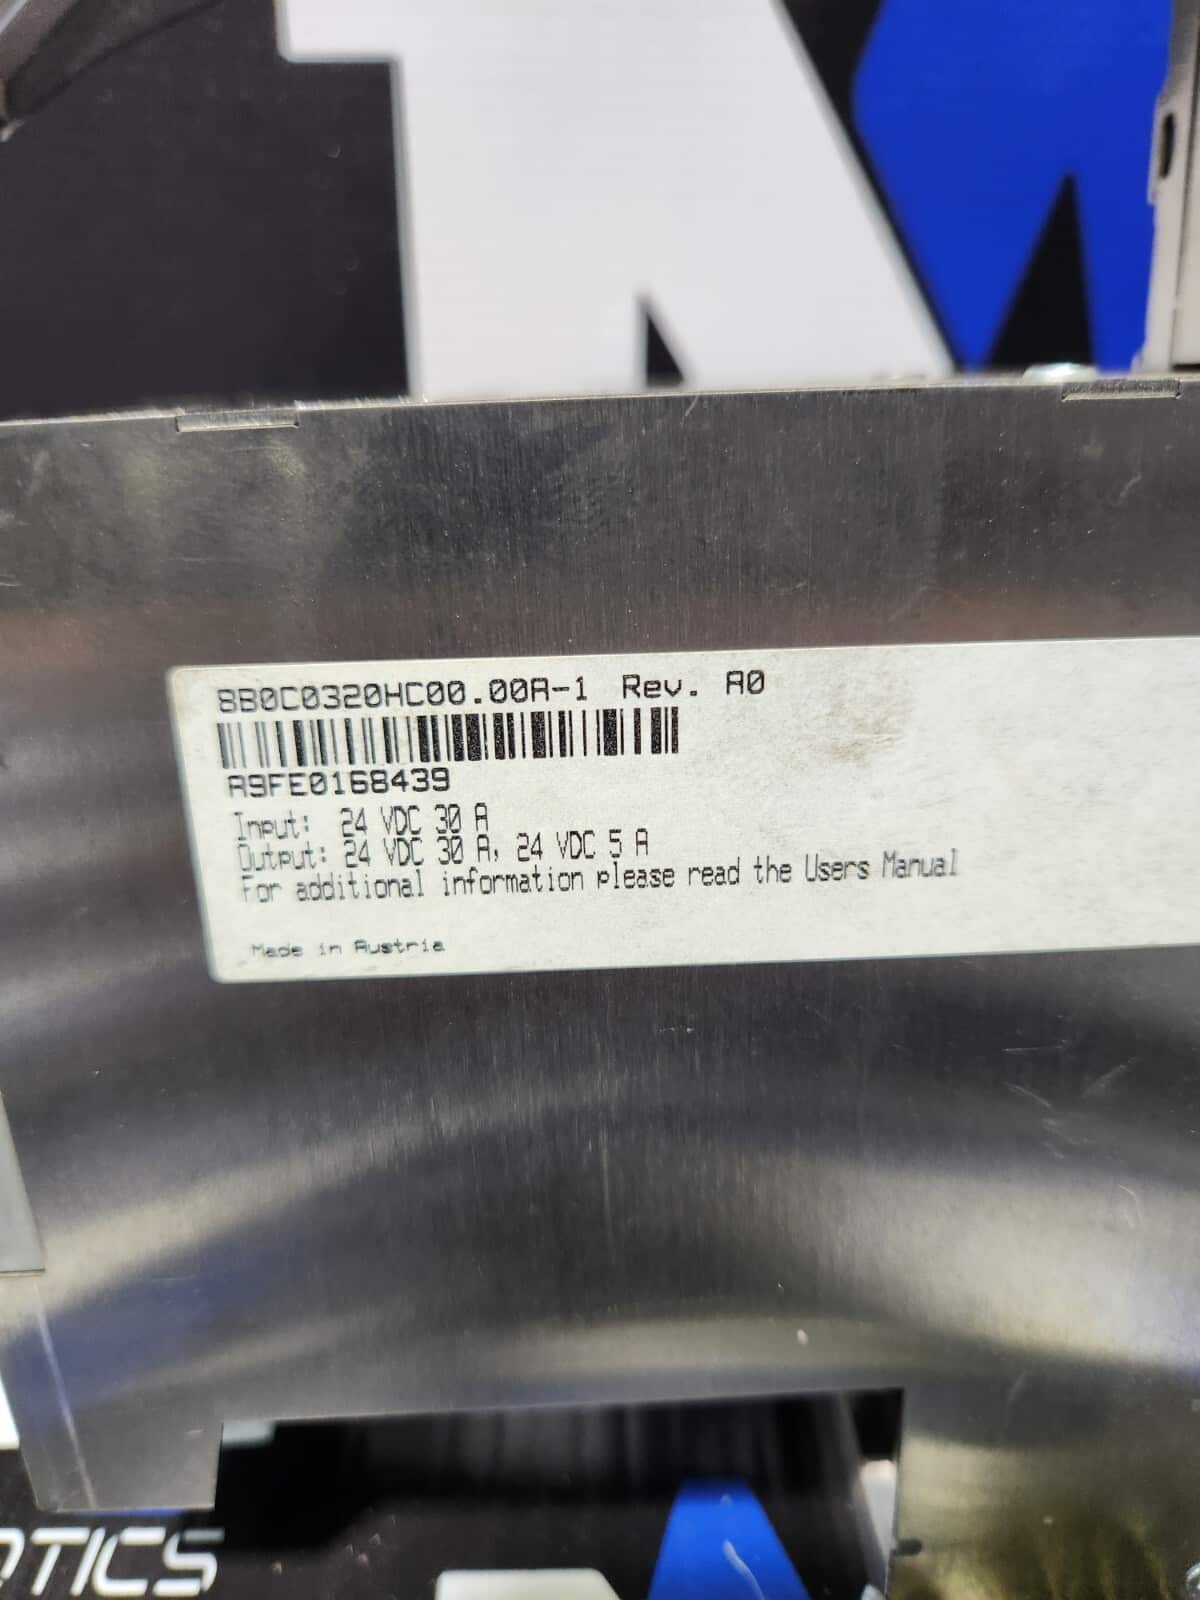 8B0C0320HC00.00A-1 Rev. A0
A9FE0168439
Input: 24 VDC 30 A
Output: 24 VDC 30 A, 24 VDC 5 A
For additional information please read the Users Manual
Made in Austria
OTICS